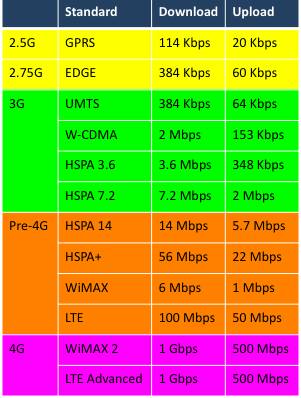 Standard Download Upload
2.5G GPRS 114 Kbps 20 Kbps
2.75G EDGE 384 Kbps 60 Kbps
3G UMTS 384 Kbps 64 Kbps
W-CDMA 2 Mbps 153 Kbps
HSPA 3.6 3.6 Mbps 348 Kbps
HSPA 7.2 7.2 Mbps 2 Mbps
Pre-4G HSPA 14 14 Mbps 5.7 Mbps
HSPA+ 56 Mbps 22 Mbps
WiMAX 6 Mbps 1 Mbps
LTE 100 Mbps 50 Mbps
4G WiMAX 2 1 Gbps 500 Mbps
LTE Advanced 1 Gbps 500 Mbps